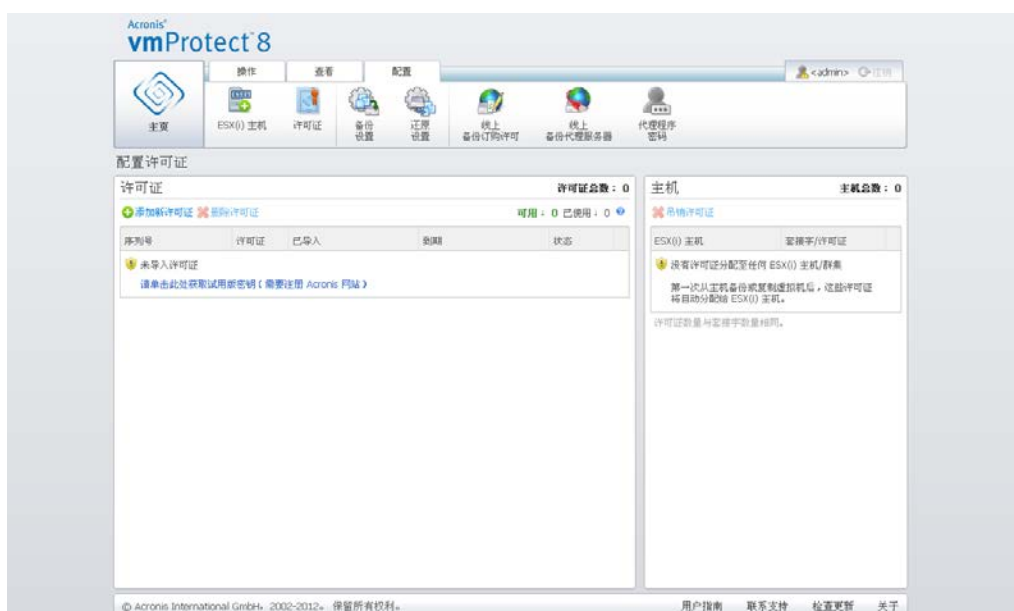 Acronis®
vmProtect™8
操作 查看 配置
<admin> 注销
主页
ESX(i) 主机
许可证
备份
设置
还原
设置
线上
备份订购许可
线上
备份代理服务器
代理程序
密码
配置许可证
许可证 许可证总数: 0
添加新许可证 删除许可证 可用: 0 已使用: 0
序列号 许可证 已导入 到期 状态
未导入许可证
请单击此处获取试用版密钥(需要注册 Acronis 网站)
主机 主机总数: 0
吊销许可证
ESX(i) 主机 套接字/许可证
没有许可证分配至任何 ESX(i) 主机/群集
第一次从主机备份或复制虚拟机后,这些许可证
将自动分配给 ESX(i) 主机。
许可证数量与套接字数量相同。
© Acronis International GmbH, 2002-2012。 保留所有权利。
用户指南 联系支持 检查更新 关于